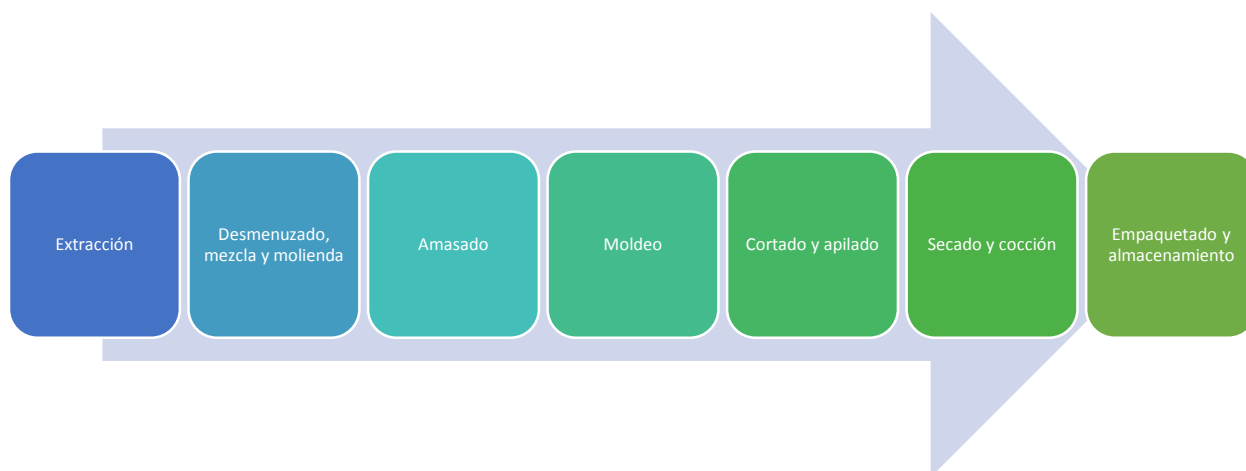 Extracción
Desmenuzado,
mezcla y molienda
Amasado
Moldeo
Cortado y apilado
Secado y cocción
Empaquetado y
almacenamiento